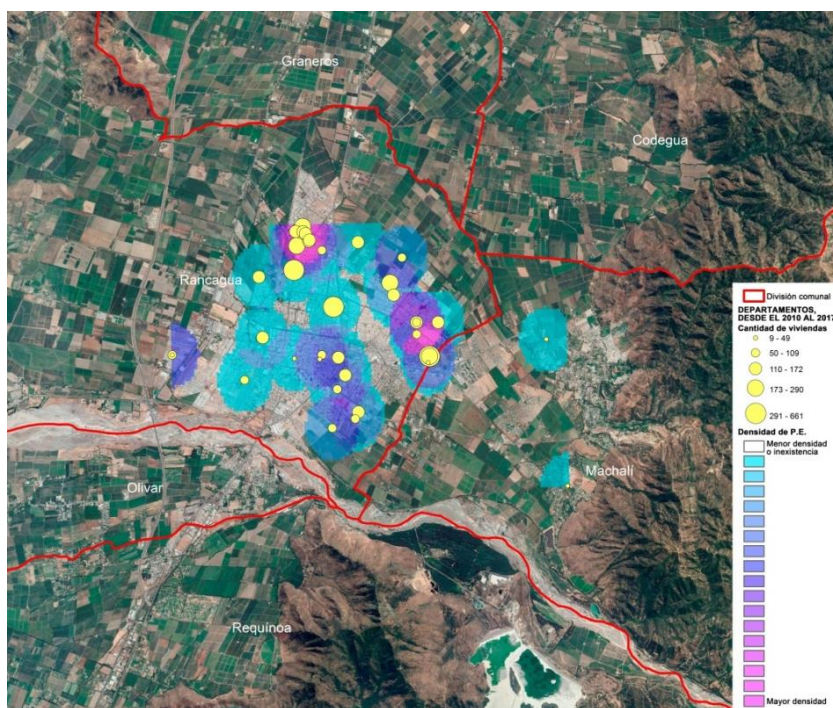 Graneros
Codegua
Rancagua
Machalí
Olivar
Requínoa
División comunal
DEPARTAMENTOS,
DESDE EL 2010 AL 2017
Cantidad de viviendas
9 - 49
50 - 109
110 - 172
173 - 290
291 - 661
Densidad de P.E.
Menor densidad
o inexistencia
Mayor densidad